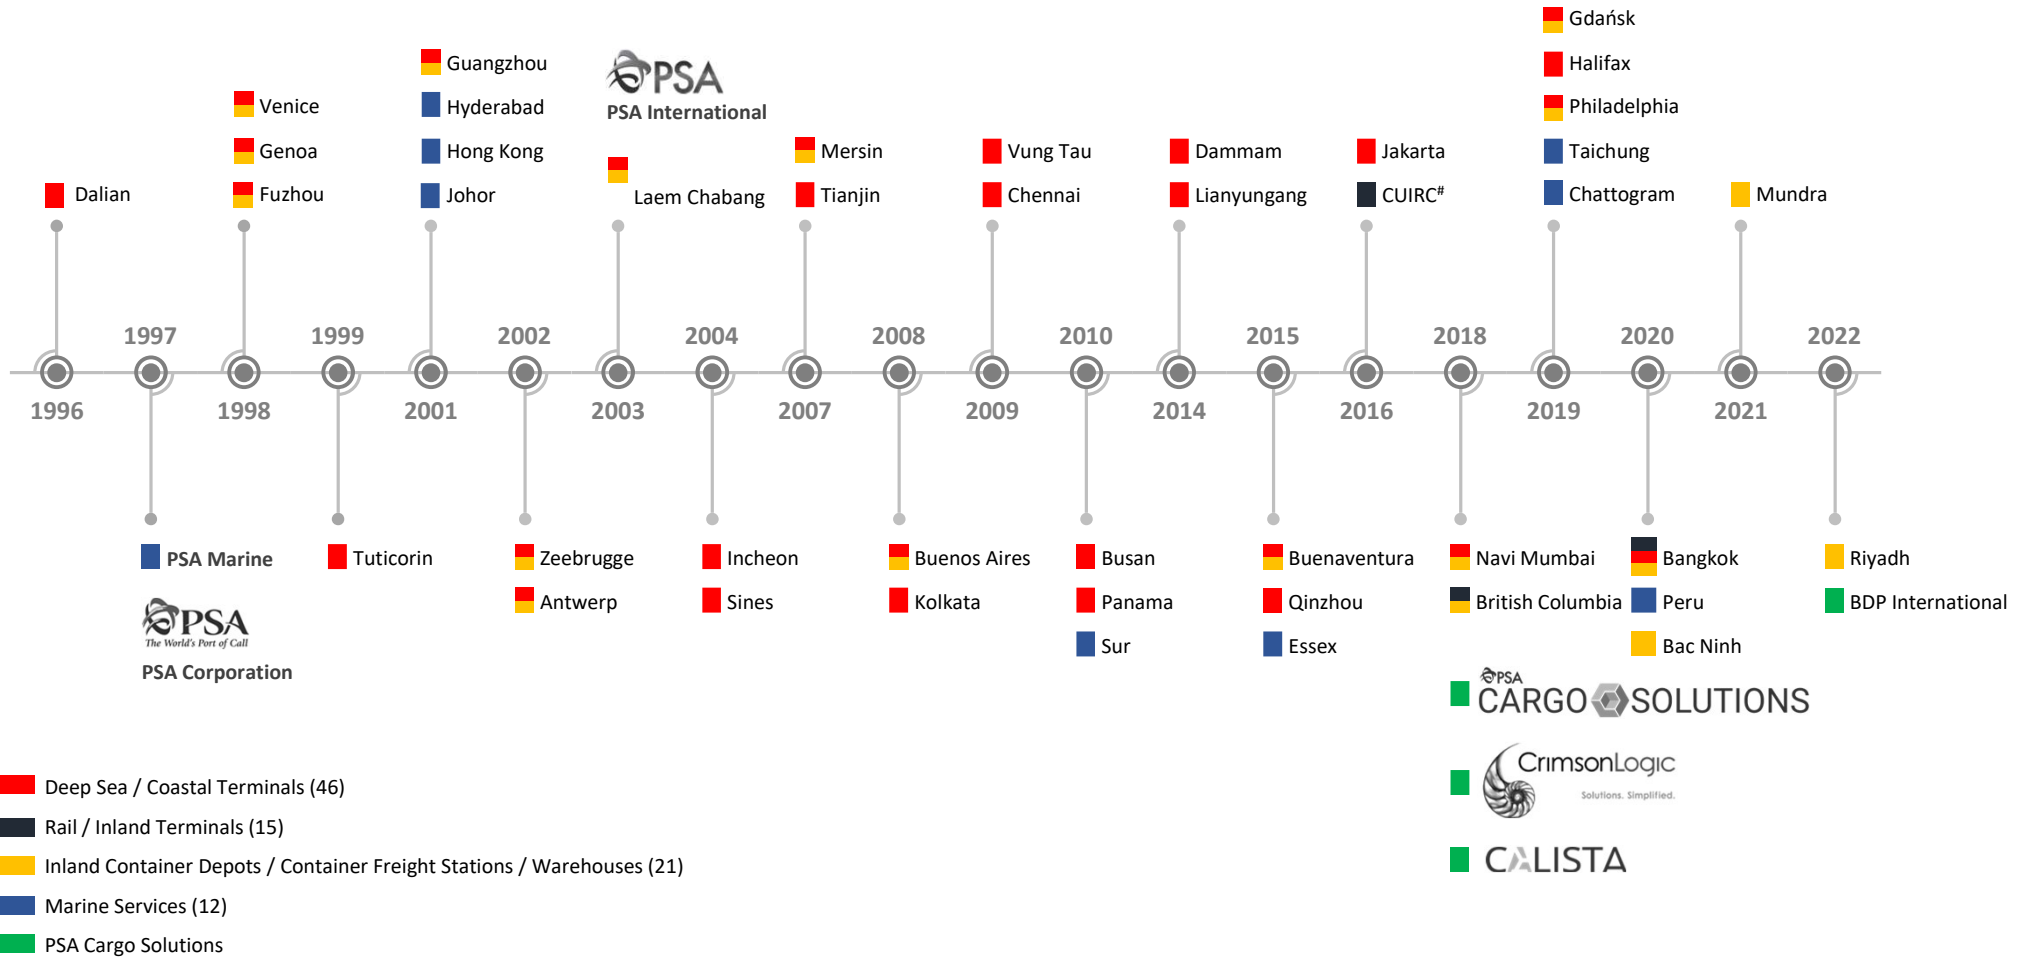 Gdańsk
Halifax
Philadelphia
Taichung
Chattogram
Guangzhou
Hyderabad
Hong Kong
Johor
PSA
PSA International
Venice
Genoa
Fuzhou
Dalian
Laem Chabang
Mersin
Tianjin
Vung Tau
Chennai
Dammam
Lianyungang
Jakarta
CUIRC#
Mundra
1997 1999 2002 2004 2008 2010 2015 2018 2020 2022
1996 1998 2001 2003 2007 2009 2014 2016 2019 2021
PSA Marine
PSA
The World's Port of Call
PSA Corporation
Tuticorin
Zeebrugge
Antwerp
Incheon
Sines
Buenos Aires
Kolkata
Busan
Panama
Sur
Buenaventura
Qinzhou
Essex
Navi Mumbai
British Columbia
Bangkok
Peru
Bac Ninh
Riyadh
BDP International
PSA
CARGO SOLUTIONS
CrimsonLogic
Solutions. Simplified.
CALISTA
Deep Sea / Coastal Terminals (46)
Rail / Inland Terminals (15)
Inland Container Depots / Container Freight Stations / Warehouses (21)
Marine Services (12)
PSA Cargo Solutions